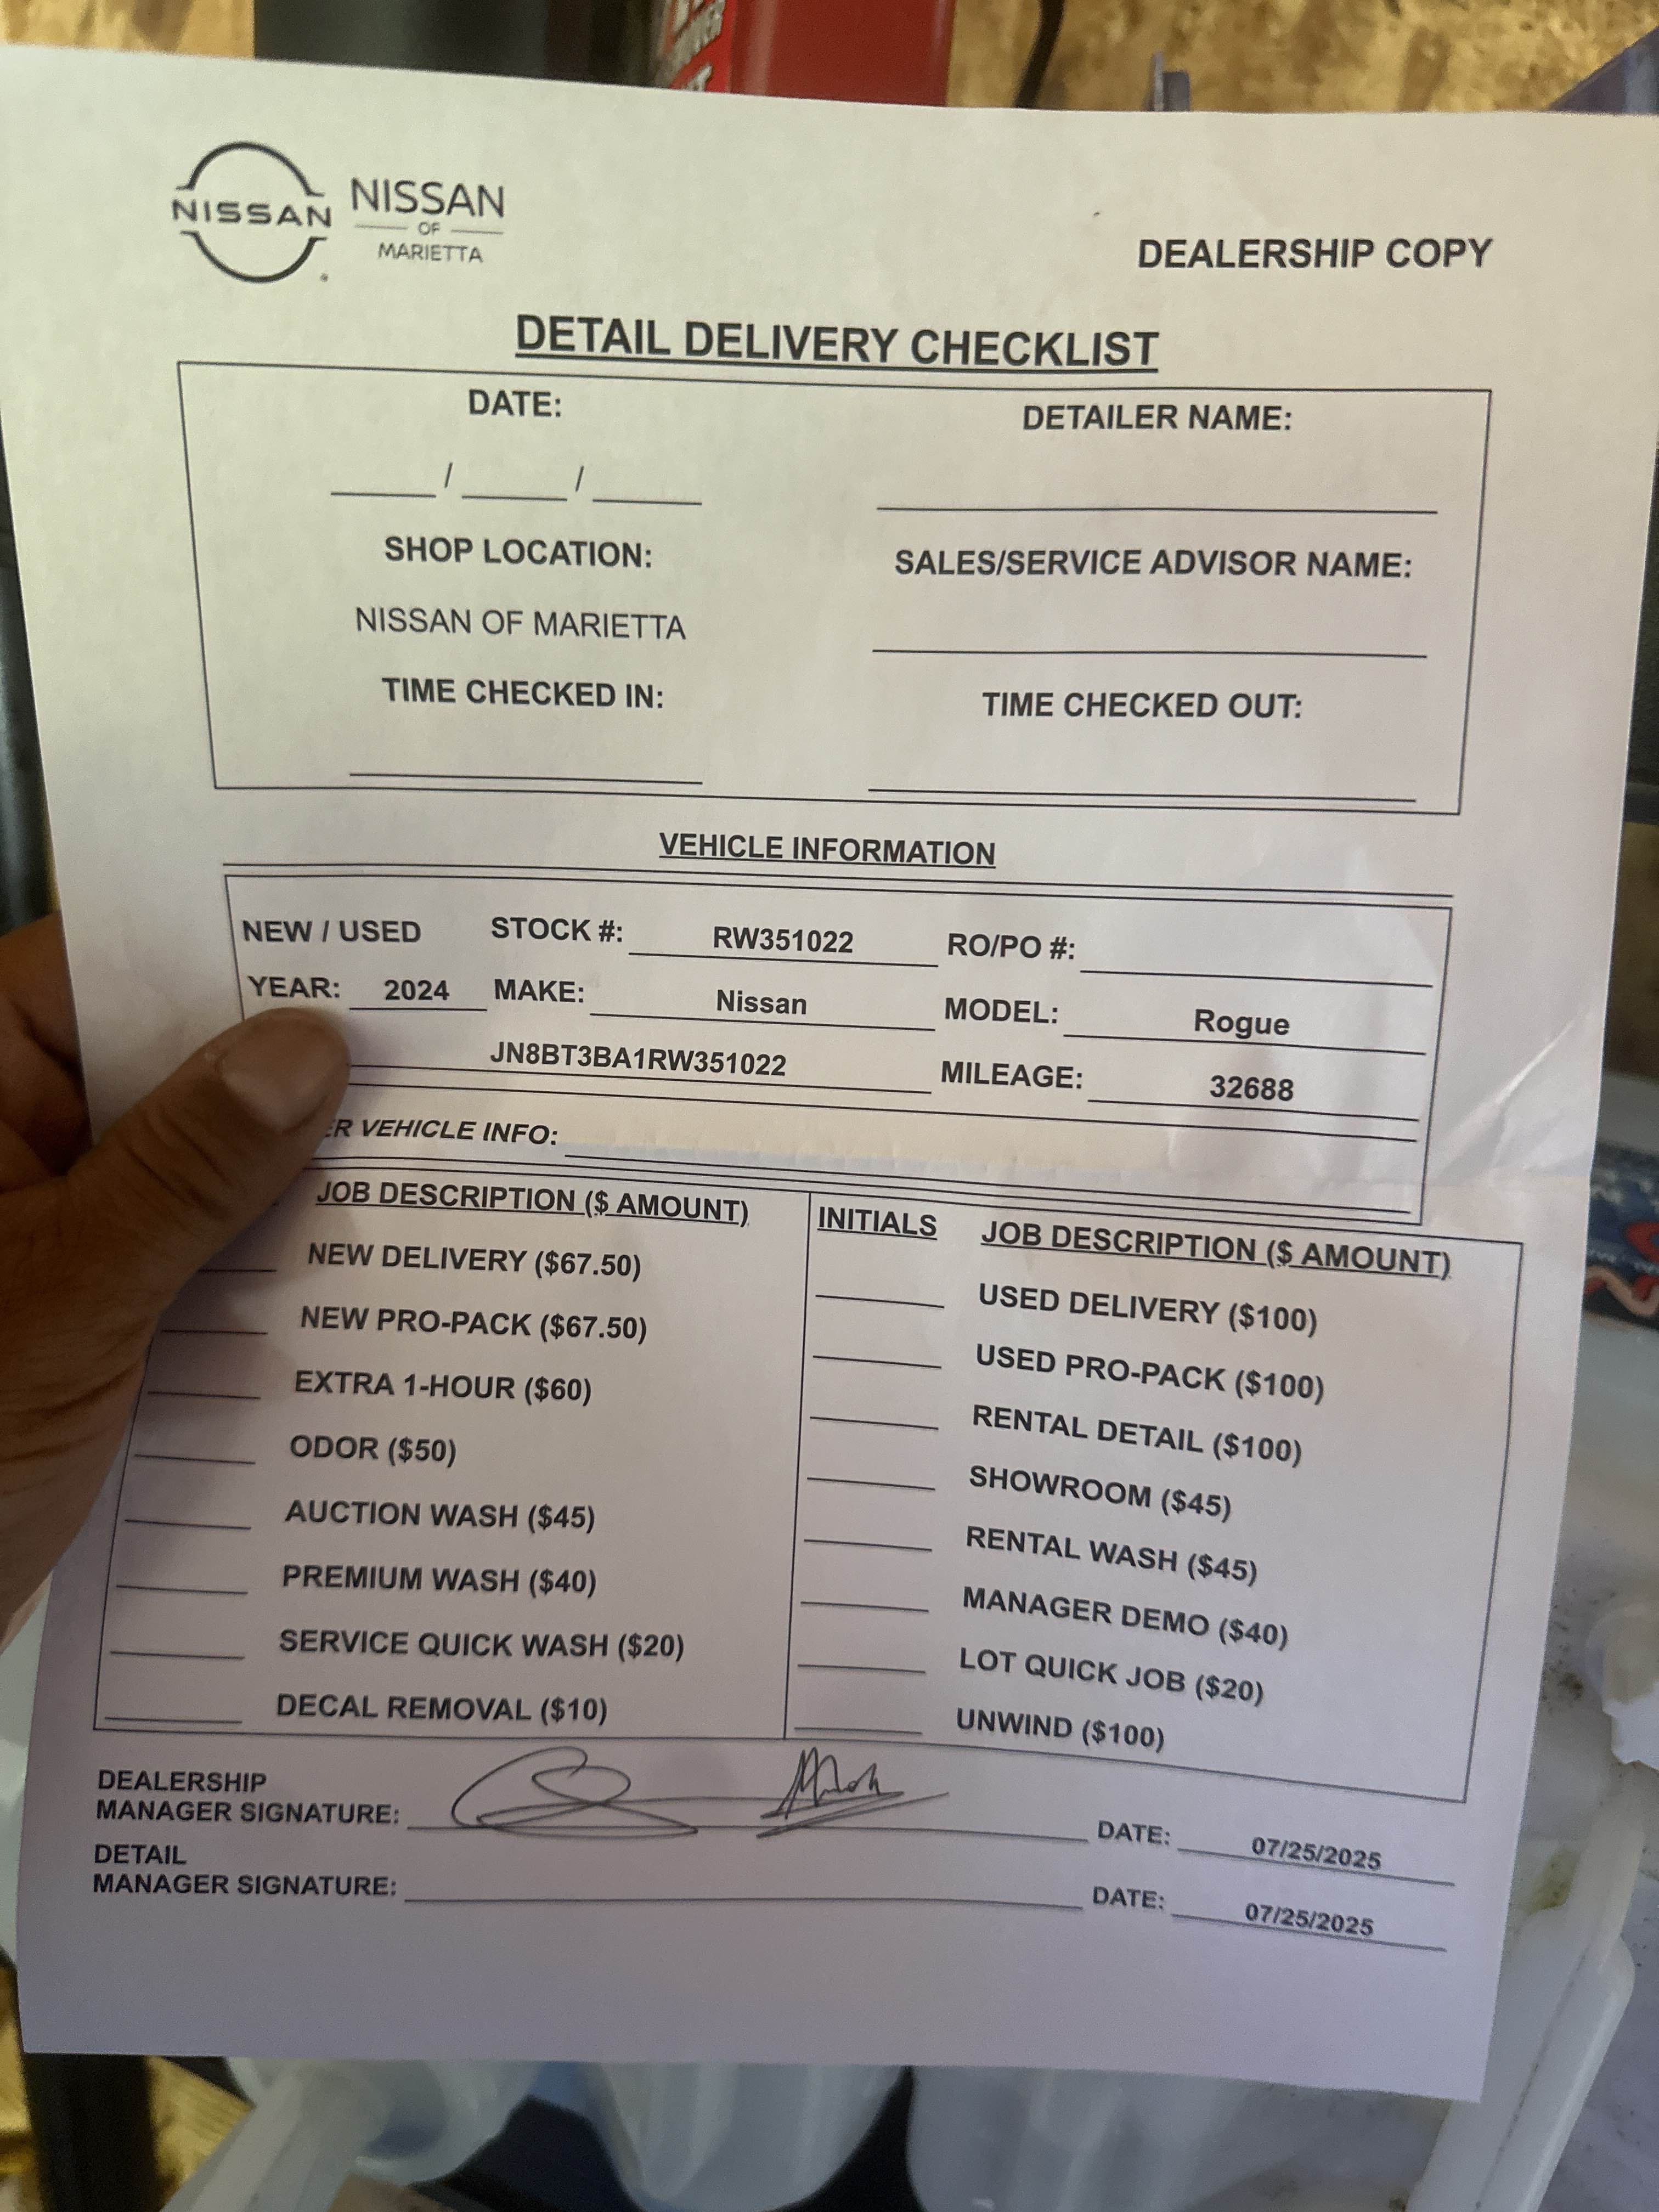 NISSAN
NISSAN
OF
MARIETTA
DEALERSHIP COPY
DETAIL DELIVERY CHECKLIST
DATE: DETAILER NAME:
____/____/____
SHOP LOCATION: SALES/SERVICE ADVISOR NAME:
NISSAN OF MARIETTA
TIME CHECKED IN: TIME CHECKED OUT:
VEHICLE INFORMATION
NEW / USED STOCK #: RW351022 RO/PO #:
YEAR: 2024 MAKE: Nissan MODEL: Rogue
JN8BT3BA1RW351022 MILEAGE: 32688
VEHICLE INFO:
JOB DESCRIPTION ($ AMOUNT) INITIALS JOB DESCRIPTION ($ AMOUNT)
NEW DELIVERY ($67.50) USED DELIVERY ($100)
NEW PRO-PACK ($67.50) USED PRO-PACK ($100)
EXTRA 1-HOUR ($60) RENTAL DETAIL ($100)
ODOR ($50) SHOWROOM ($45)
AUCTION WASH ($45) RENTAL WASH ($45)
PREMIUM WASH ($40) MANAGER DEMO ($40)
SERVICE QUICK WASH ($20) LOT QUICK JOB ($20)
DECAL REMOVAL ($10) UNWIND ($100)
DEALERSHIP
MANAGER SIGNATURE: DATE: 07/25/2025
DETAIL
MANAGER SIGNATURE: DATE: 07/25/2025